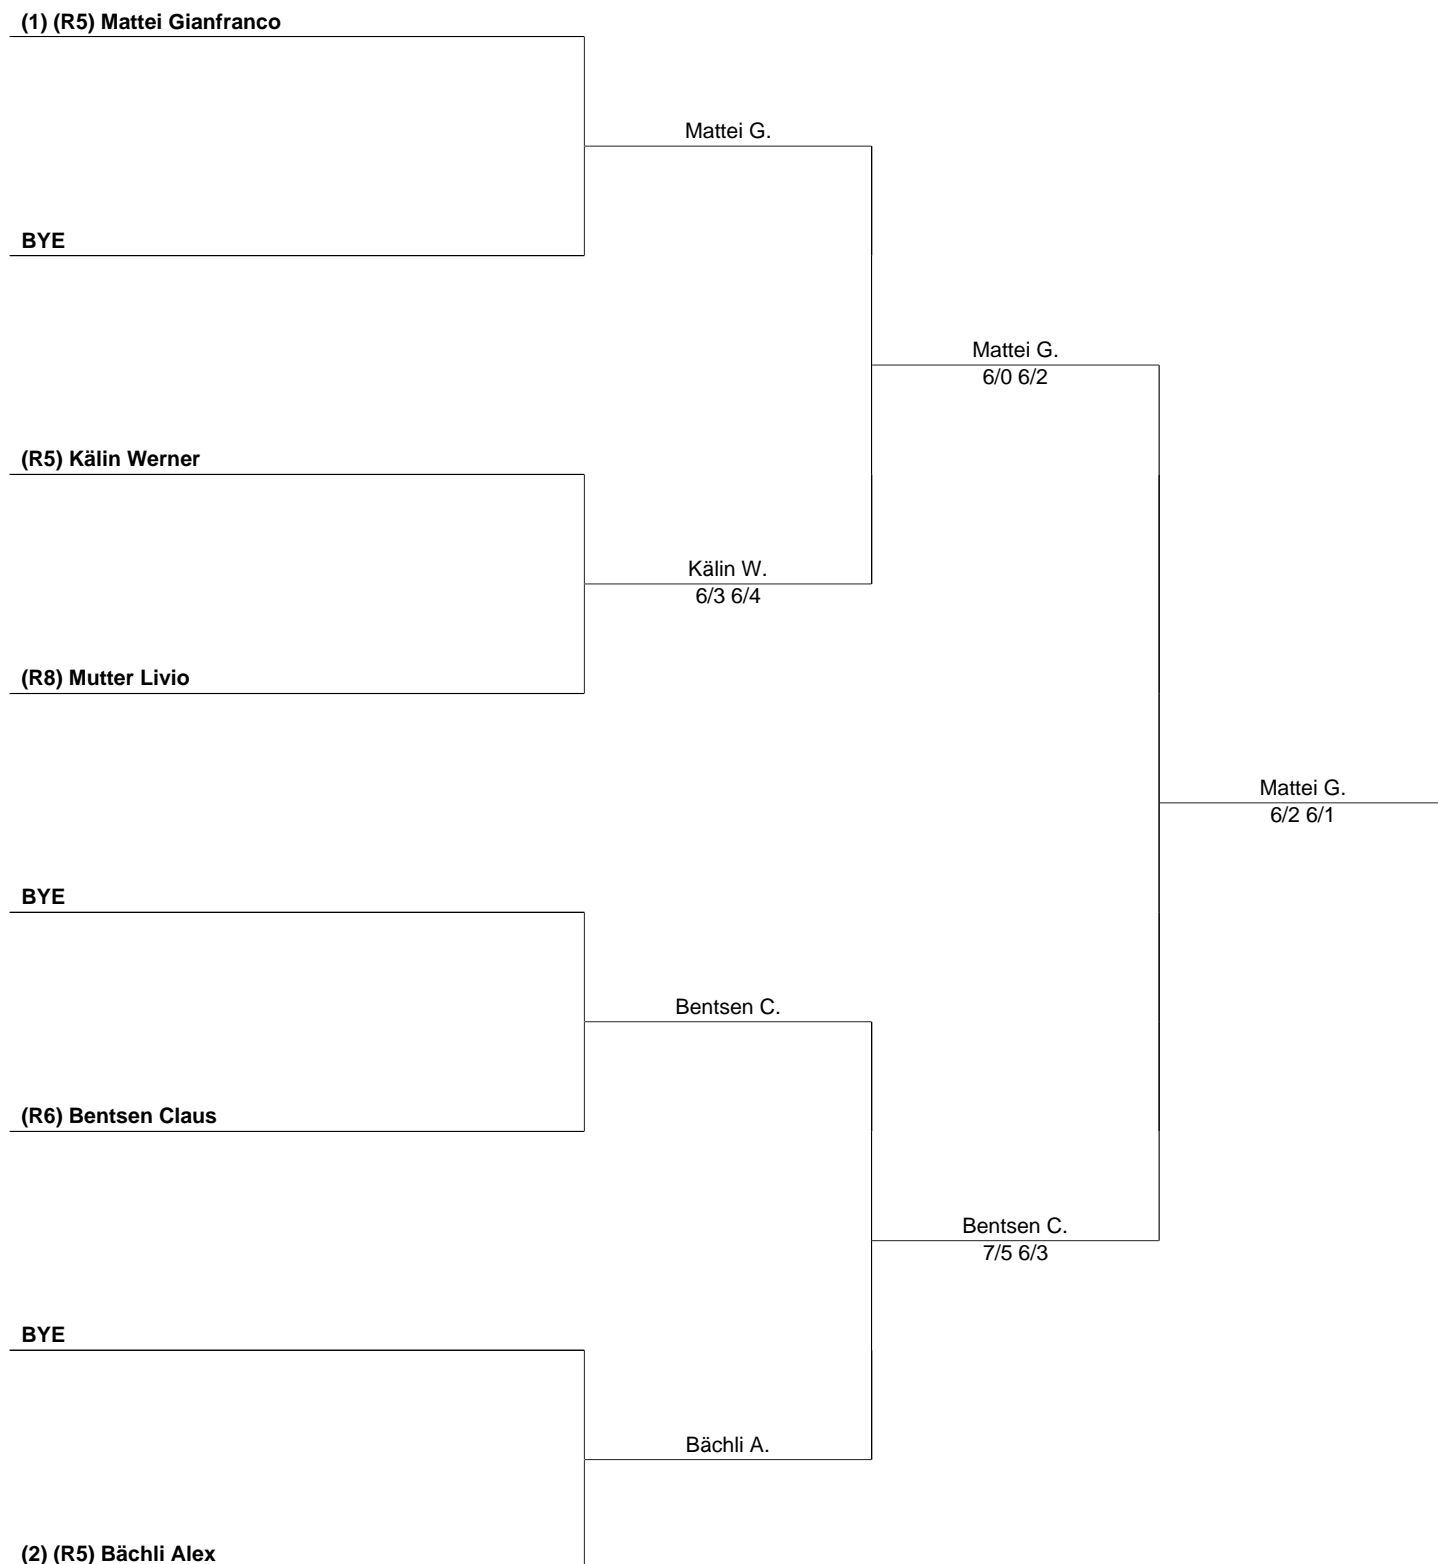 (1) (R5) Mattei Gianfranco
Mattei G.
BYE
Mattei G.
6/0 6/2
(R5) Kälin Werner
Kälin W.
6/3 6/4
(R8) Mutter Livio
Mattei G.
6/2 6/1
BYE
Bentsen C.
(R6) Bentsen Claus
Bentsen C.
7/5 6/3
BYE
Bächli A.
(2) (R5) Bächli Alex